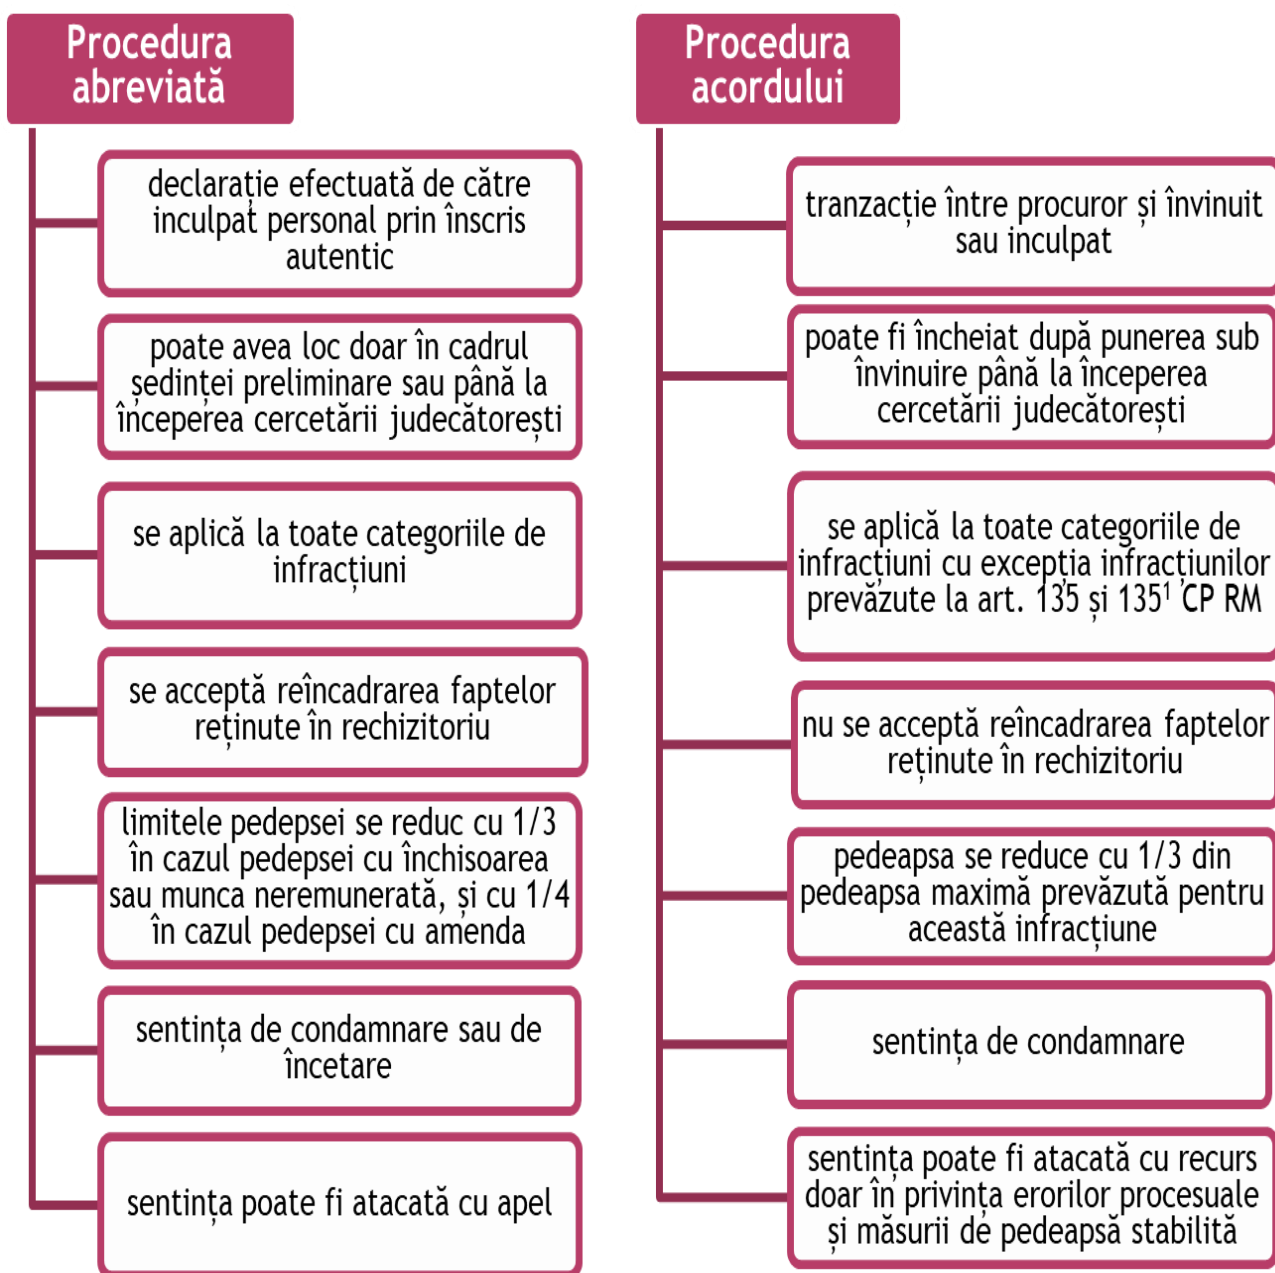 Procedura
abreviată
declarație efectuată de către
inculpat personal prin înscris
autentic
poate avea loc doar în cadrul
ședinței preliminare sau până la
începerea cercetării judecătorești
se aplică la toate categoriile de
infracțiuni
se acceptă reîncadrarea faptelor
reținute în rechizitoriu
limitele pedepsei se reduc cu 1/3
în cazul pedepsei cu închisoarea
sau munca neremunerată, și cu 1/4
în cazul pedepsei cu amenda
sentința de condamnare sau de
încetare
sentința poate fi atacată cu apel
Procedura
acordului
tranzacție între procuror și învinuit
sau inculpat
poate fi încheiat după punerea sub
învinuire până la începerea
cercetării judecătorești
se aplică la toate categoriile de
infracțiuni cu excepția infracțiunilor
prevăzute la art. 135 și 135¹ CP RM
nu se acceptă reîncadrarea faptelor
reținute în rechizitoriu
pedeapsa se reduce cu 1/3 din
pedeapsa maximă prevăzută pentru
această infracțiune
sentința de condamnare
sentința poate fi atacată cu recurs
doar în privința erorilor procesuale
și măsurii de pedeapsă stabilită